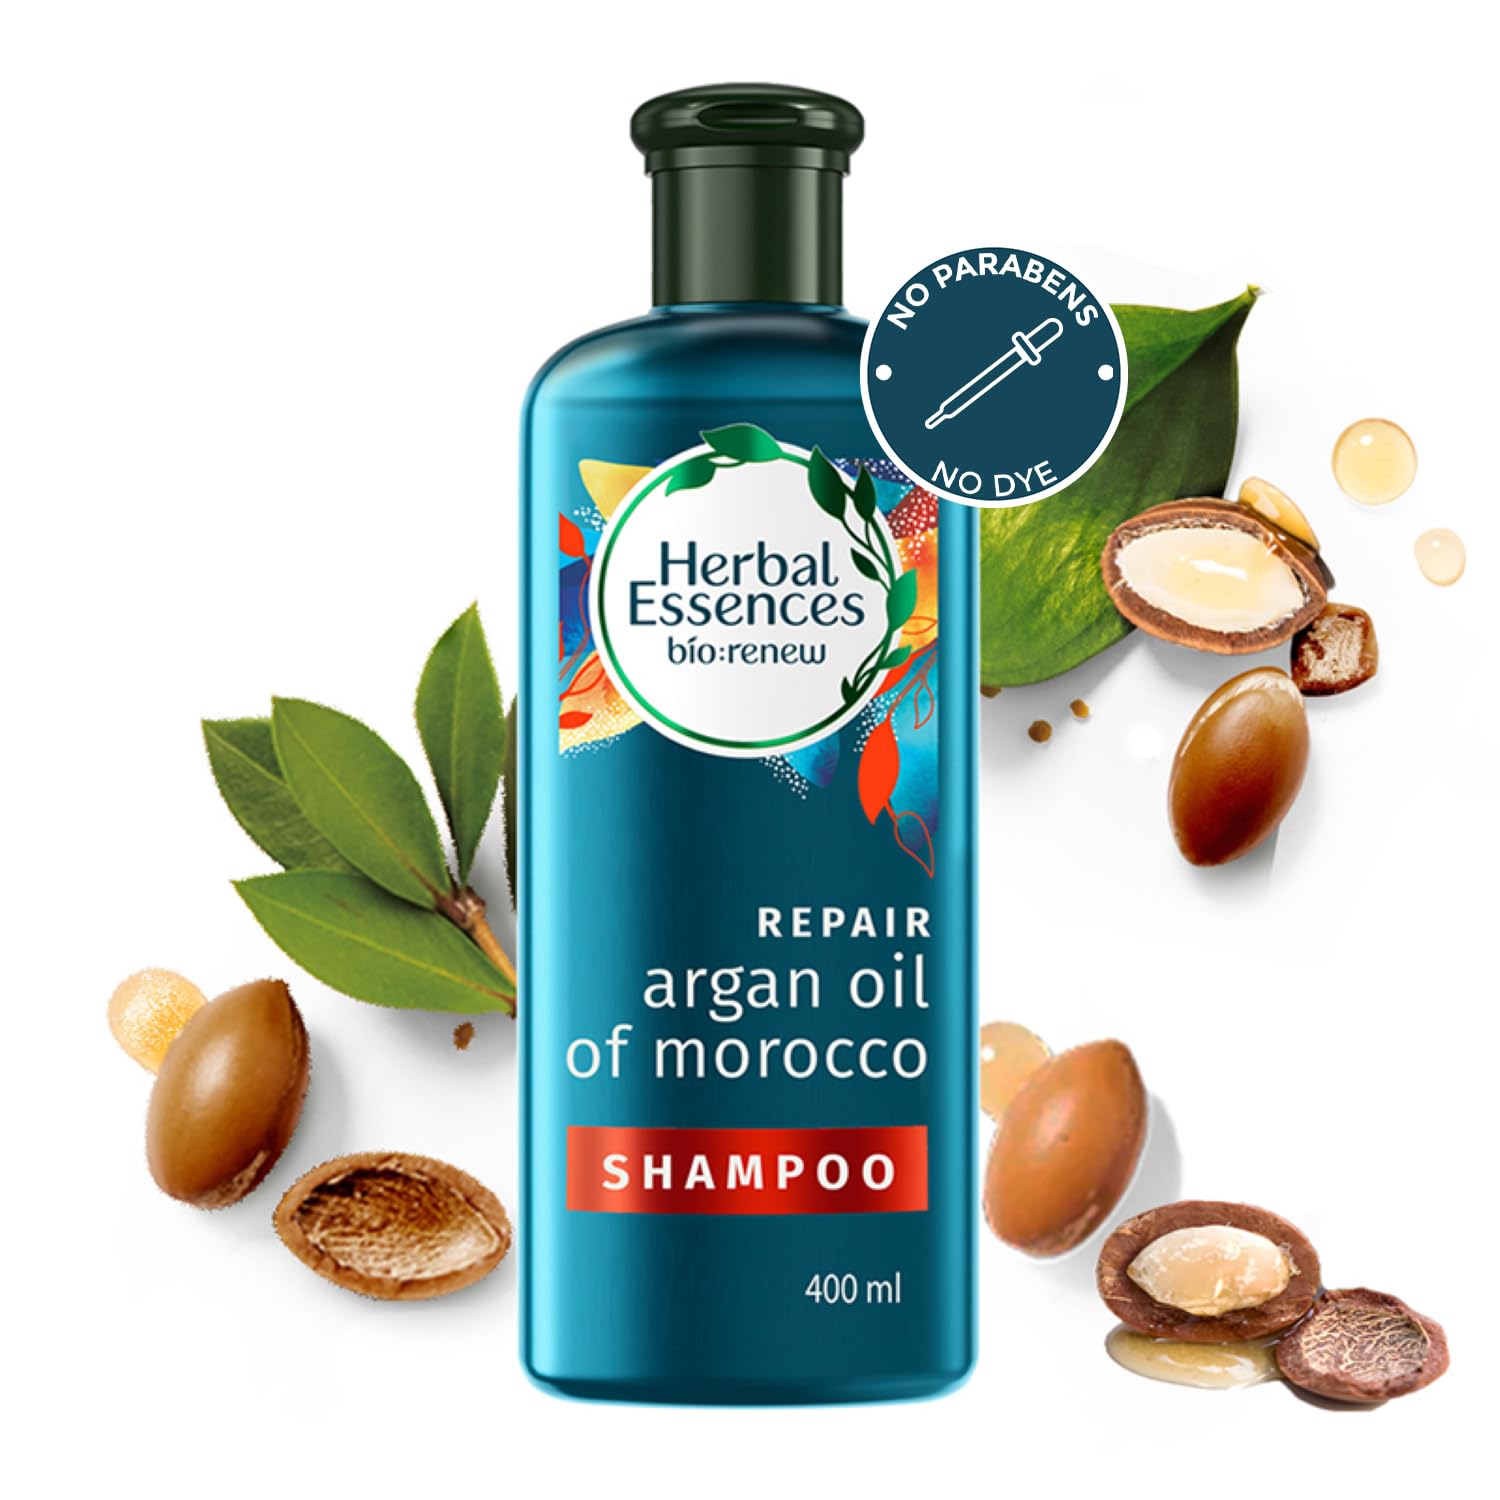 NO PARABENS
NO DYE
Herbal
Essences
bío:renew
REPAIR
argan oil
of morocco
SHAMPOO
400 ml